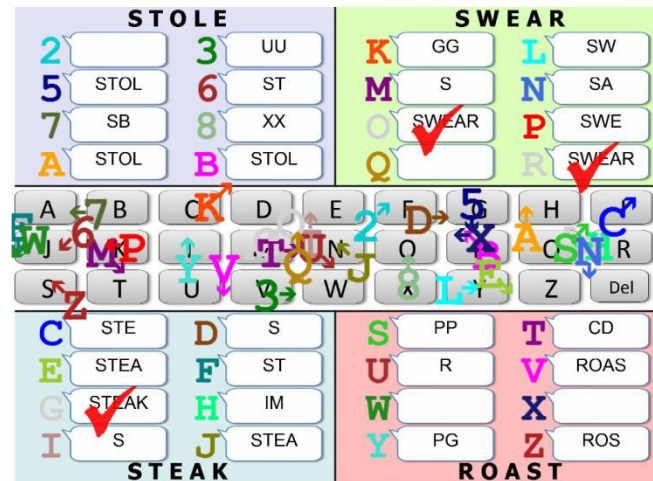 STOLE SWEAR
2 3 UU K GG L SW
5 STOL 6 ST M S N SA
7 SB 8 XX O SWEAR P SWE
A STOL B STOL Q R SWEAR
A B C D E F G H
J K Q R
S T U V W X Y Z Del
C STE D S S PP T CD
E STEA F ST U R V ROAS
G STEAK H IM W X
I S J STEA Y PG Z ROS
STEAK ROAST